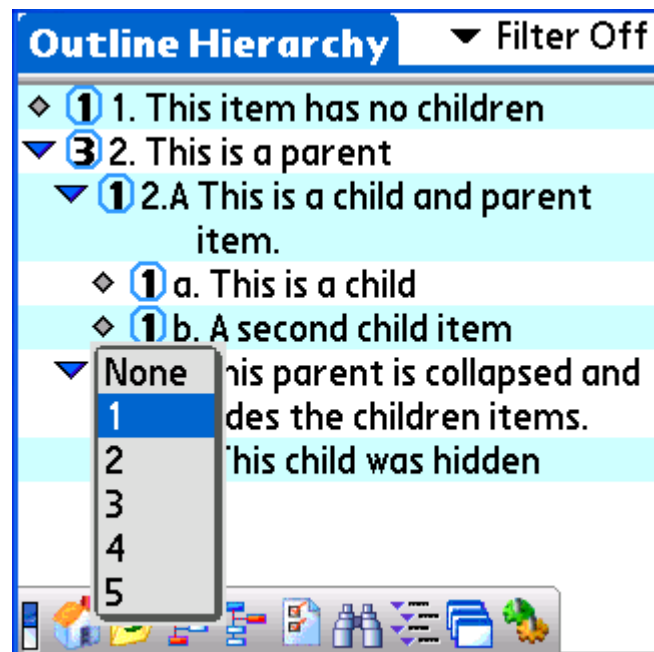 Outline Hierarchy Filter Off
1 1. This item has no children
3 2. This is a parent
1 2.A This is a child and parent
item.
1 a. This is a child
1 b. A second child item
None his parent is collapsed and
1 des the children items.
2 This child was hidden
3
4
5